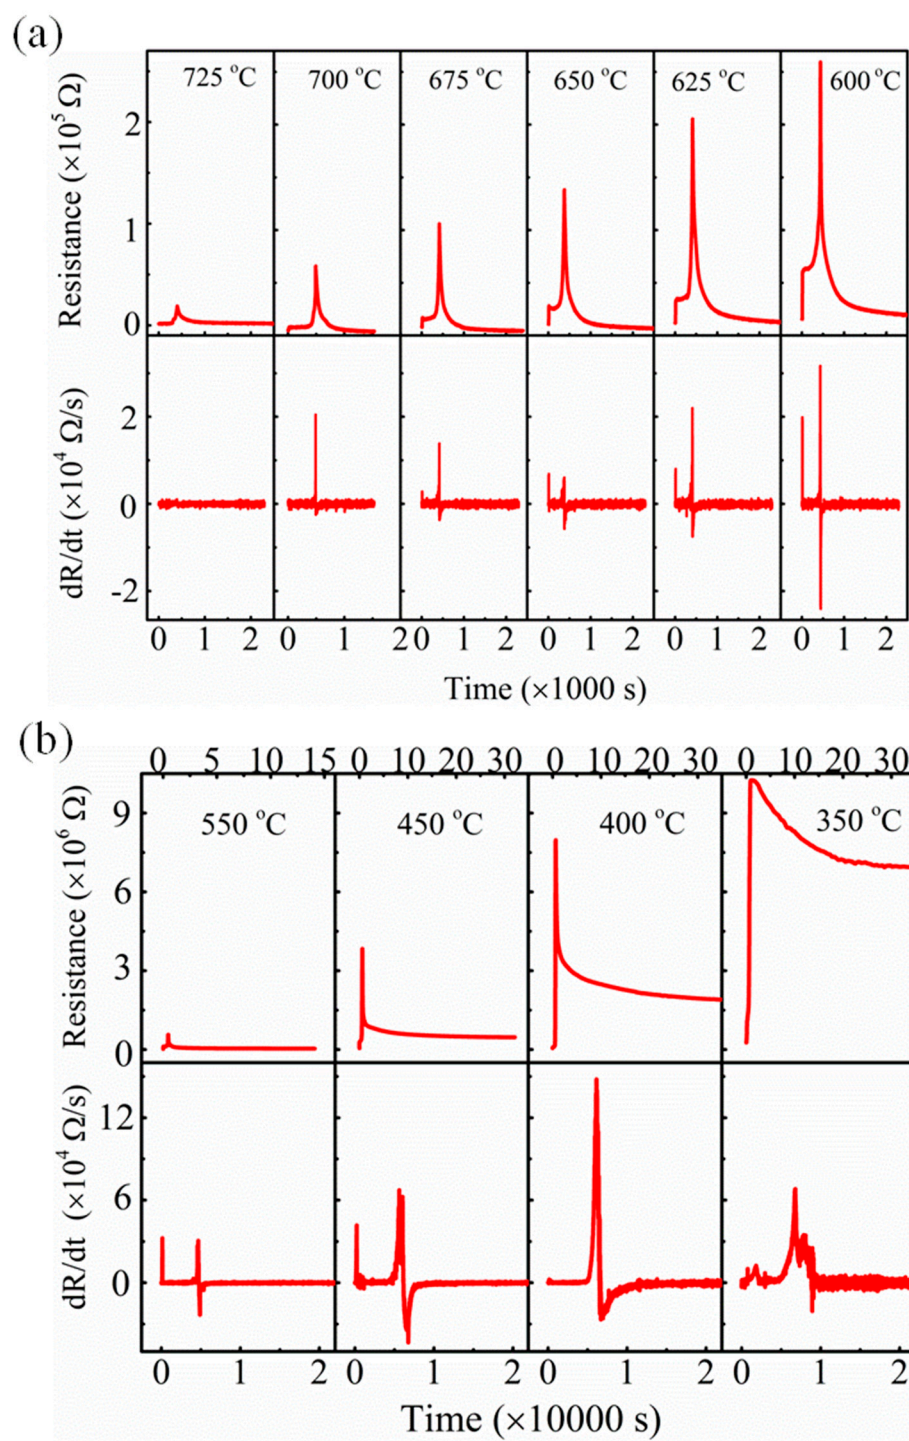 (a)
725 °C 700 °C 675 °C 650 °C 625 °C 600 °C
Resistance (×10⁵ Ω)
2
1
0
dR/dt (×10⁴ Ω/s)
2
0
-2
0 1 2 0 1 2 0 1 2 0 1 2 0 1 2 0 1 2
Time (×1000 s)
(b)
0 5 10 15 0 10 20 30 0 10 20 30 0 10 20 30
550 °C 450 °C 400 °C 350 °C
Resistance (×10⁶ Ω)
9
6
3
0
dR/dt (×10⁴ Ω/s)
12
6
0
0 1 2 0 1 2 0 1 2 0 1 2
Time (×10000 s)